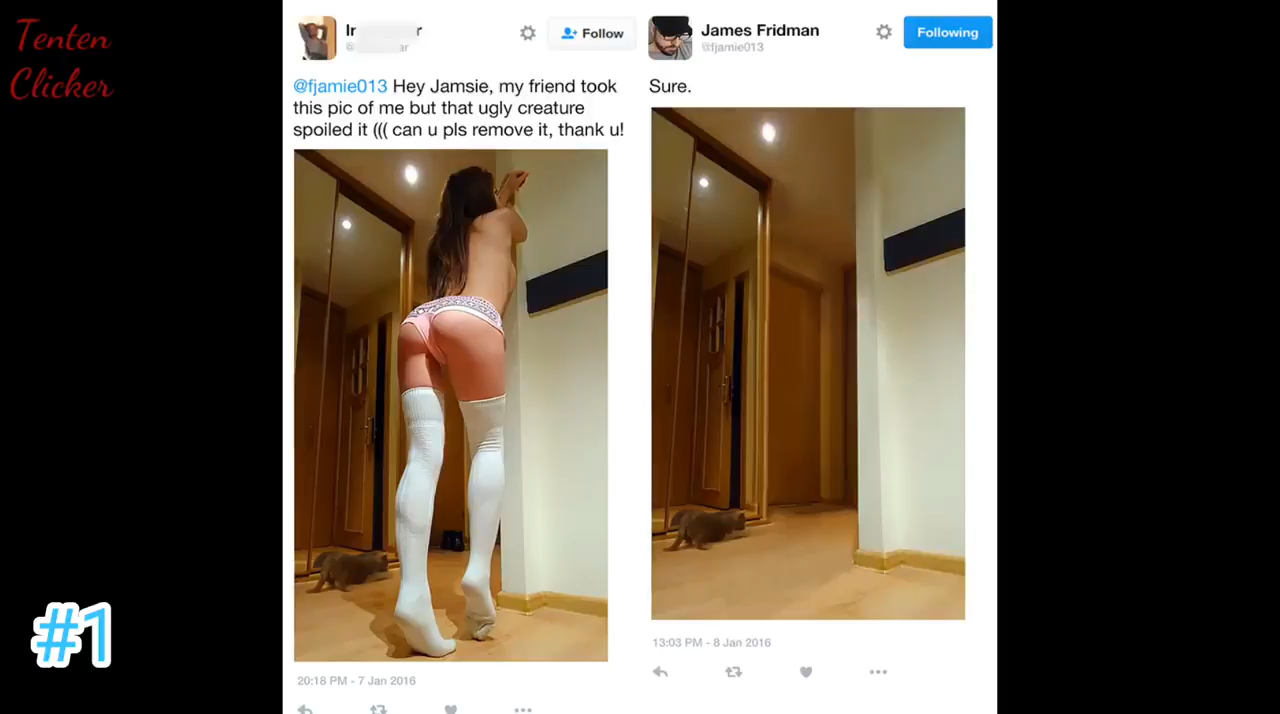 Tenten
Clicker
Follow
@fjamie013 Hey Jamsie, my friend took
this pic of me but that ugly creature
spoiled it ((( can u pls remove it, thank u!
20:18 PM - 7 Jan 2016
James Fridman
@fjamie013
Following
Sure.
13:03 PM - 8 Jan 2016
#1